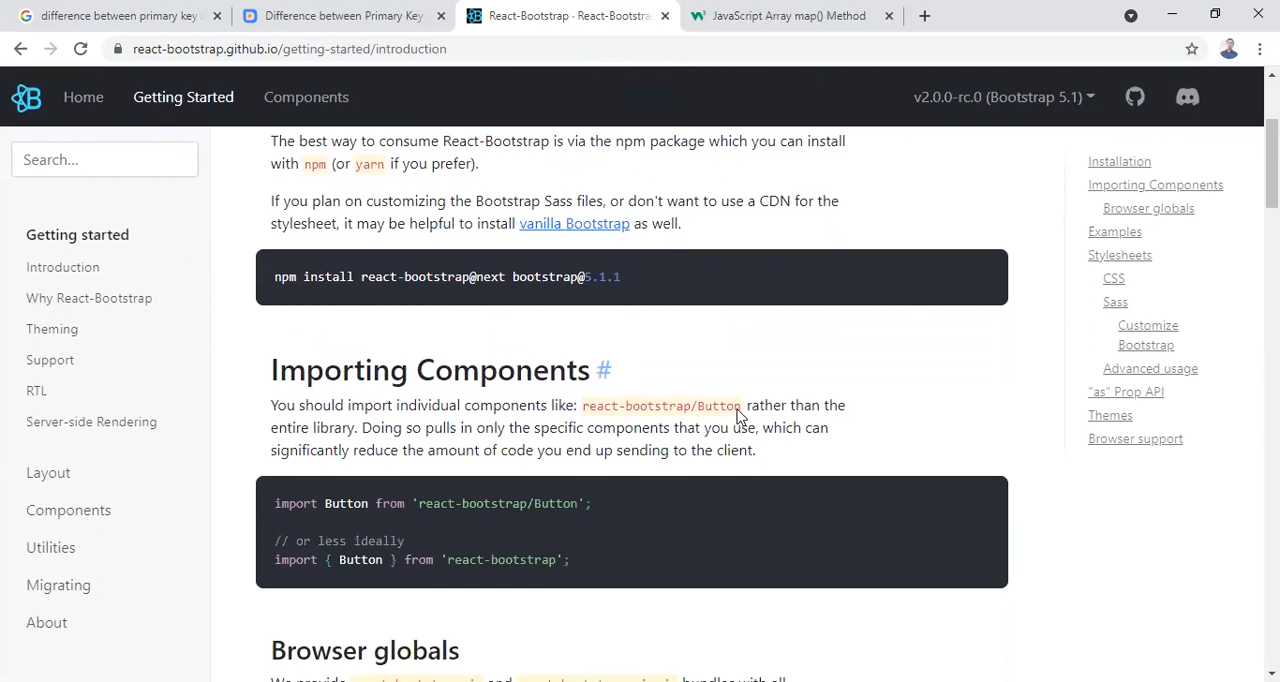 difference between primary key c
Difference between Primary Key
React-Bootstrap · React-Bootstra
JavaScript Array map() Method
react-bootstrap.github.io/getting-started/introduction
Home
Getting Started
Components
v2.0.0-rc.0 (Bootstrap 5.1)
Search...
Getting started
Introduction
Why React-Bootstrap
Theming
Support
RTL
Server-side Rendering
Layout
Components
Utilities
Migrating
About
The best way to consume React-Bootstrap is via the npm package which you can install
with npm (or yarn if you prefer).
If you plan on customizing the Bootstrap Sass files, or don't want to use a CDN for the
stylesheet, it may be helpful to install vanilla Bootstrap as well.
npm install react-bootstrap@next bootstrap@5.1.1
Importing Components #
You should import individual components like: react-bootstrap/Button rather than the
entire library. Doing so pulls in only the specific components that you use, which can
significantly reduce the amount of code you end up sending to the client.
import Button from 'react-bootstrap/Button';
// or less ideally
import { Button } from 'react-bootstrap';
Browser globals
We provide and bundles with all
Installation
Importing Components
Browser globals
Examples
Stylesheets
CSS
Sass
Customize
Bootstrap
Advanced usage
"as" Prop API
Themes
Browser support